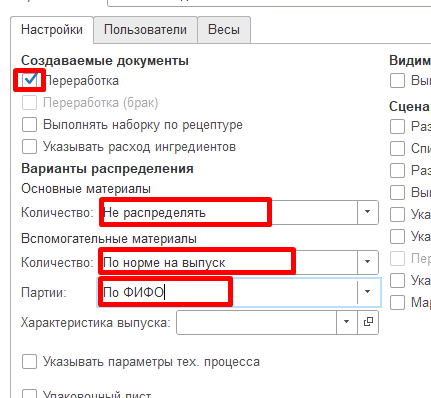 Настройки Пользователи Весы
Создаваемые документы
Переработка
Переработка (брак)
Выполнять наборку по рецептуре
Указывать расход ингредиентов
Варианты распределения
Основные материалы
Количество: Не распределять
Вспомогательные материалы
Количество: По норме на выпуск
Партии: По ФИФО
Характеристика выпуска:
Указывать параметры тех. процесса
Упаковочный лист
Видим
Вып
Сцена
Раз
Спи
Раз
Вып
Ука
Ука
Пер
Ука
Мар